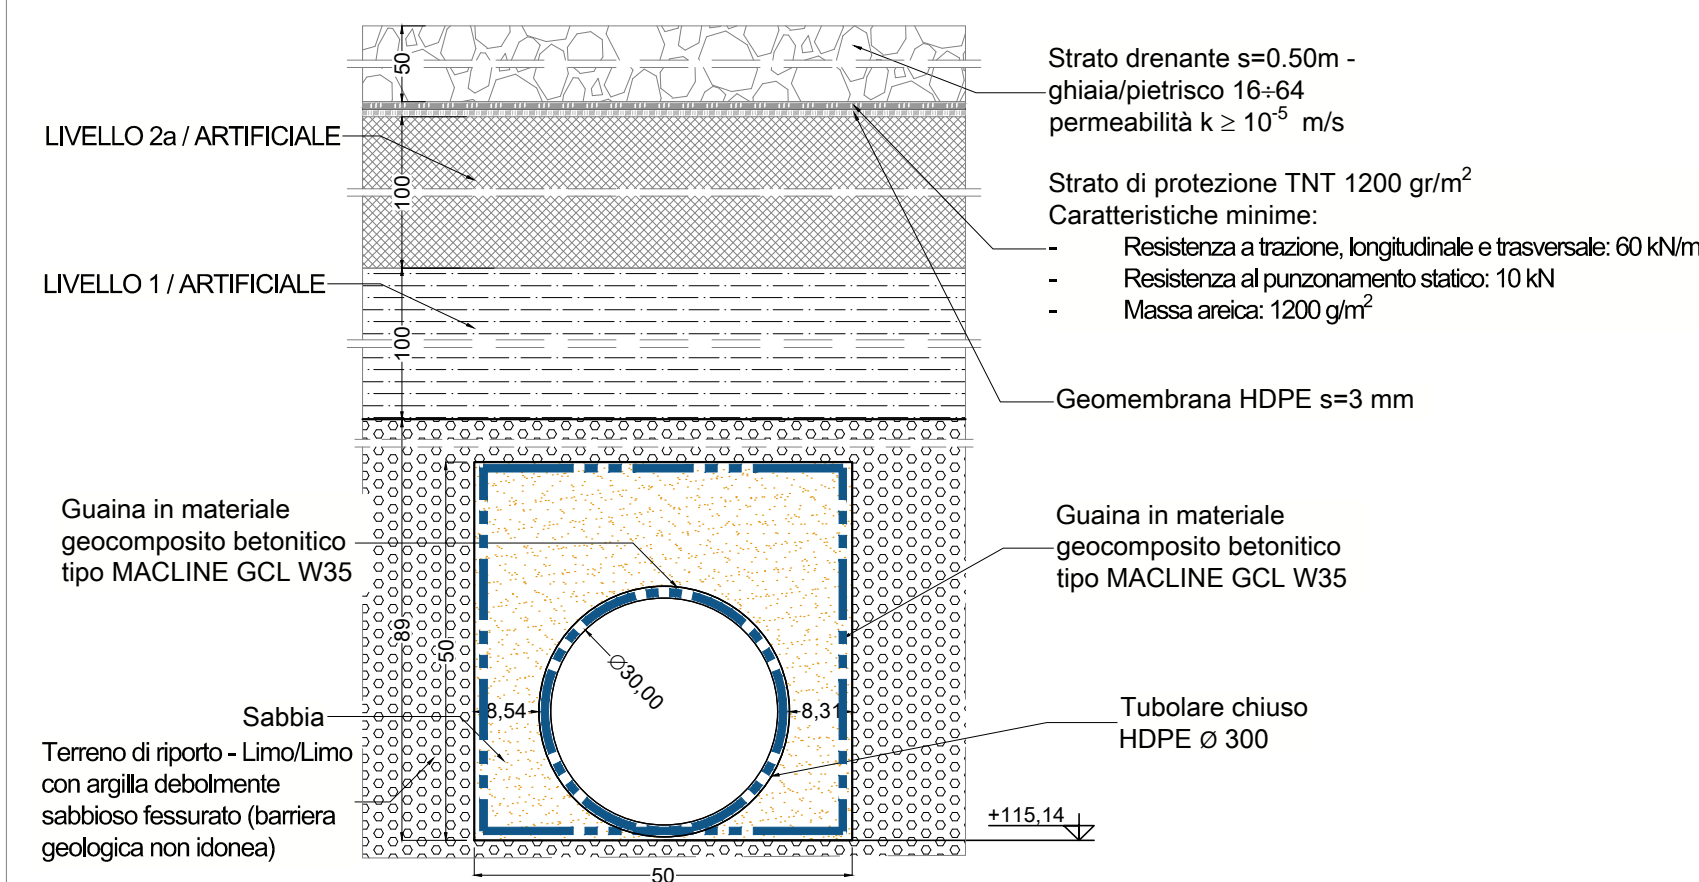 50
Strato drenante s=0.50m -
ghiaia/pietrisco 16÷64
permeabilità k ≥ 10⁻⁵ m/s
LIVELLO 2a / ARTIFICIALE
100
Strato di protezione TNT 1200 gr/m²
Caratteristiche minime:
- Resistenza a trazione, longitudinale e trasversale: 60 kN/m
- Resistenza al punzonamento statico: 10 kN
- Massa areica: 1200 g/m²
LIVELLO 1 / ARTIFICIALE
100
Geomembrana HDPE s=3 mm
Guaina in materiale
geocomposito betonitico
tipo MACLINE GCL W35
Guaina in materiale
geocomposito betonitico
tipo MACLINE GCL W35
89
50
Ø30,00
8,54
8,31
Sabbia
Tubolare chiuso
HDPE Ø 300
Terreno di riporto - Limo/Limo
con argilla debolmente
sabbioso fessurato (barriera
geologica non idonea)
+115,14
50